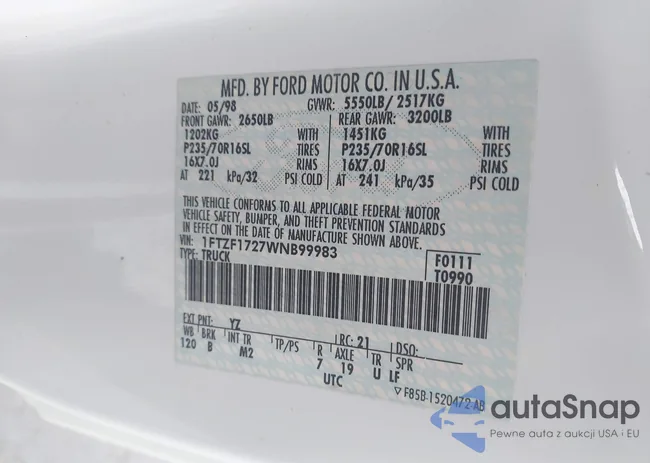 MFD. BY FORD MOTOR CO. IN U.S.A.
DATE: 05/98 GVWR: 5550LB/ 2517KG
FRONT GAWR: 2650LB REAR GAWR: 3200LB
1202KG WITH 1451KG WITH
P235/70R16SL TIRES P235/70R16SL TIRES
16X7.0J RIMS 16X7.0J RIMS
AT 221 kPa/32 PSI COLD AT 241 kPa/35 PSI COLD
THIS VEHICLE CONFORMS TO ALL APPLICABLE FEDERAL MOTOR
VEHICLE SAFETY, BUMPER, AND THEFT PREVENTION STANDARDS
IN EFFECT ON THE DATE OF MANUFACTURE SHOWN ABOVE.
VIN: 1FTZF1727WNB99983 F0111
TYPE: TRUCK T0990
EXT PNT: YZ RC: 21 DSO:
WB BRK INT TR TP/PS R AXLE TR SPR
120 B M2 7 19 U LF
UTC
F85B-1520472-AB
autaSnap
Pewne auta z aukcji USA i EU